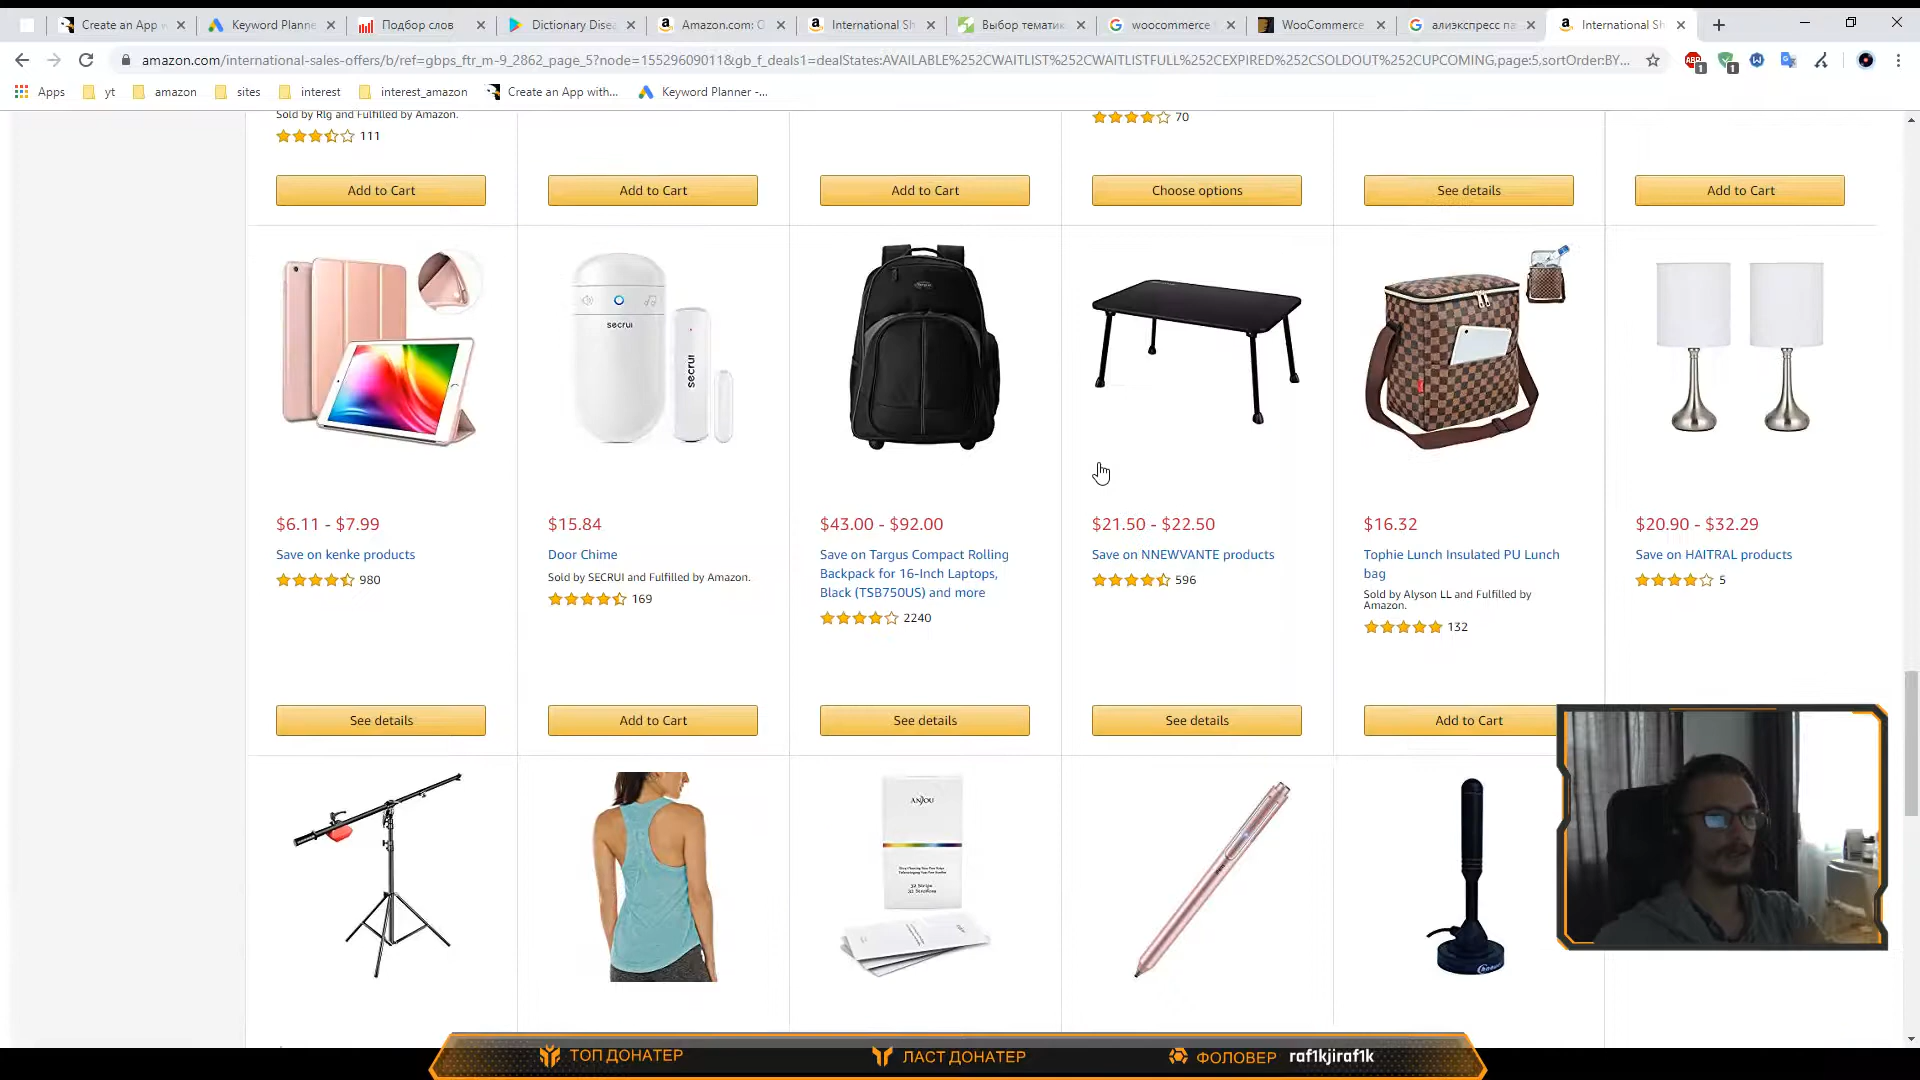 Create an App w
Keyword Planne
Подбор слов
Dictionary Disea
Amazon.com: O
International Sh
Выбор тематик
woocommerce
WooCommerce
алиэкспресс па
International Sh
amazon.com/international-sales-offers/b/ref=gbps_ftr_m-9_2862_page_5?node=15529609011&gb_f_deals1=dealStates:AVAILABLE%252CWAITLIST%252CWAITLISTFULL%252CEXPIRED%252CSOLDOUT%252CUPCOMING,page:5,sortOrder:BY...
Apps
yt
amazon
sites
interest
interest_amazon
Create an App with...
Keyword Planner -...
Sold by Rlg and Fulfilled by Amazon.
111
70
Add to Cart
Add to Cart
Add to Cart
Choose options
See details
Add to Cart
secrui
secrui
$6.11 - $7.99
Save on kenke products
980
See details
$15.84
Door Chime
Sold by SECRUI and Fulfilled by Amazon.
169
Add to Cart
$43.00 - $92.00
Save on Targus Compact Rolling
Backpack for 16-Inch Laptops,
Black (TSB750US) and more
2240
See details
$21.50 - $22.50
Save on NNEWVANTE products
596
See details
$16.32
Tophie Lunch Insulated PU Lunch
bag
Sold by Alyson LL and Fulfilled by
Amazon.
132
Add to Cart
$20.90 - $32.29
Save on HAITRAL products
5
ANJOU
ТОП ДОНАТЕР
ЛАСТ ДОНАТЕР
ФОЛОВЕР raf1kjiraf1k